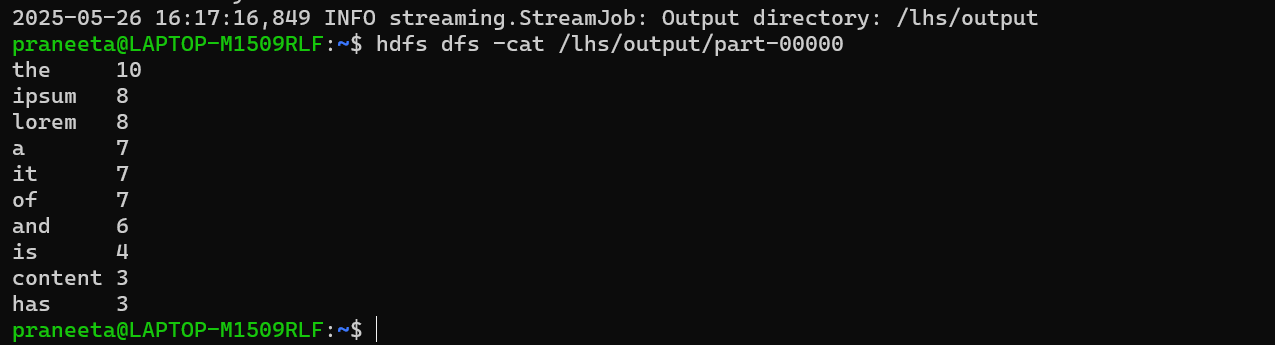 2025-05-26 16:17:16,849 INFO streaming.StreamJob: Output directory: /lhs/output
praneeta@LAPTOP-M1509RLF:~$ hdfs dfs -cat /lhs/output/part-00000
the     10
ipsum   8
lorem   8
a       7
it      7
of      7
and     6
is      4
content 3
has     3
praneeta@LAPTOP-M1509RLF:~$